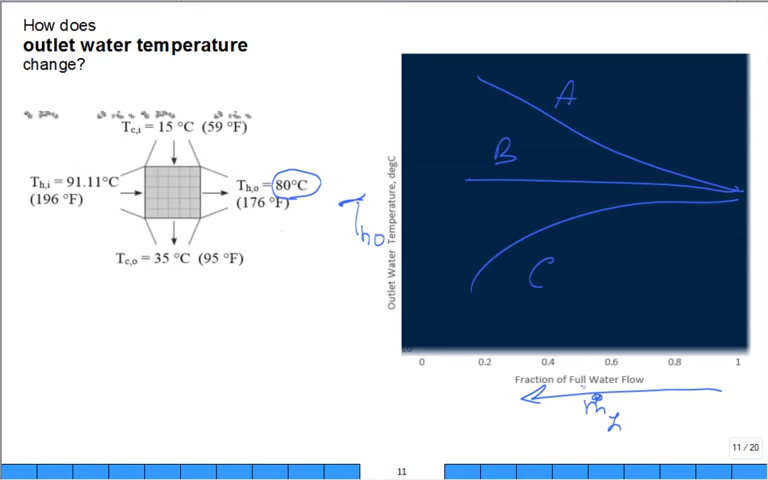 How does
outlet water temperature
change?
Tc,i = 15 °C (59 °F)
Th,i = 91.11°C
(196 °F)
Th,o = 80°C
(176 °F)
Tc,o = 35 °C (95 °F)
Tho
Outlet Water Temperature, degC
A
B
C
0 0.2 0.4 0.6 0.8 1
Fraction of Full Water Flow
ṁh
11 / 20
11